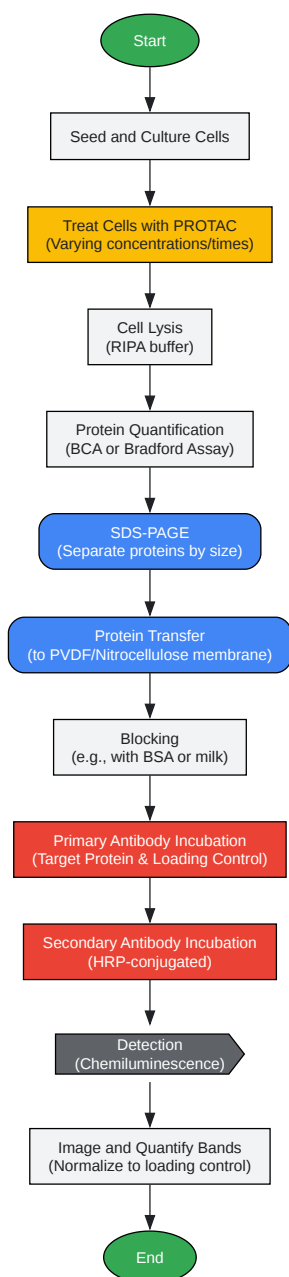 Start
Seed and Culture Cells
Treat Cells with PROTAC
(Varying concentrations/times)
Cell Lysis
(RIPA buffer)
Protein Quantification
(BCA or Bradford Assay)
SDS-PAGE
(Separate proteins by size)
Protein Transfer
(to PVDF/Nitrocellulose membrane)
Blocking
(e.g., with BSA or milk)
Primary Antibody Incubation
(Target Protein & Loading Control)
Secondary Antibody Incubation
(HRP-conjugated)
Detection
(Chemiluminescence)
Image and Quantify Bands
(Normalize to loading control)
End